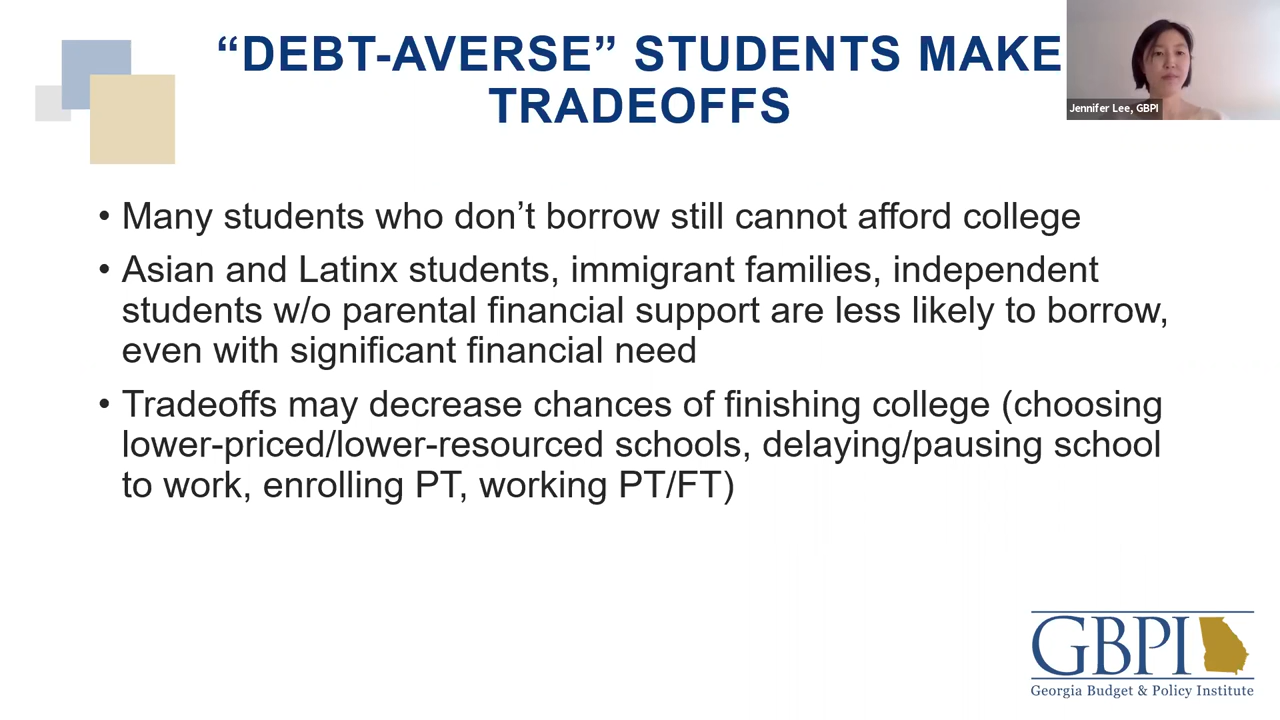 “DEBT-AVERSE” STUDENTS MAKE
TRADEOFFS
Jennifer Lee, GBPI
• Many students who don’t borrow still cannot afford college
• Asian and Latinx students, immigrant families, independent
students w/o parental financial support are less likely to borrow,
even with significant financial need
• Tradeoffs may decrease chances of finishing college (choosing
lower-priced/lower-resourced schools, delaying/pausing school
to work, enrolling PT, working PT/FT)
GBPI
Georgia Budget & Policy Institute